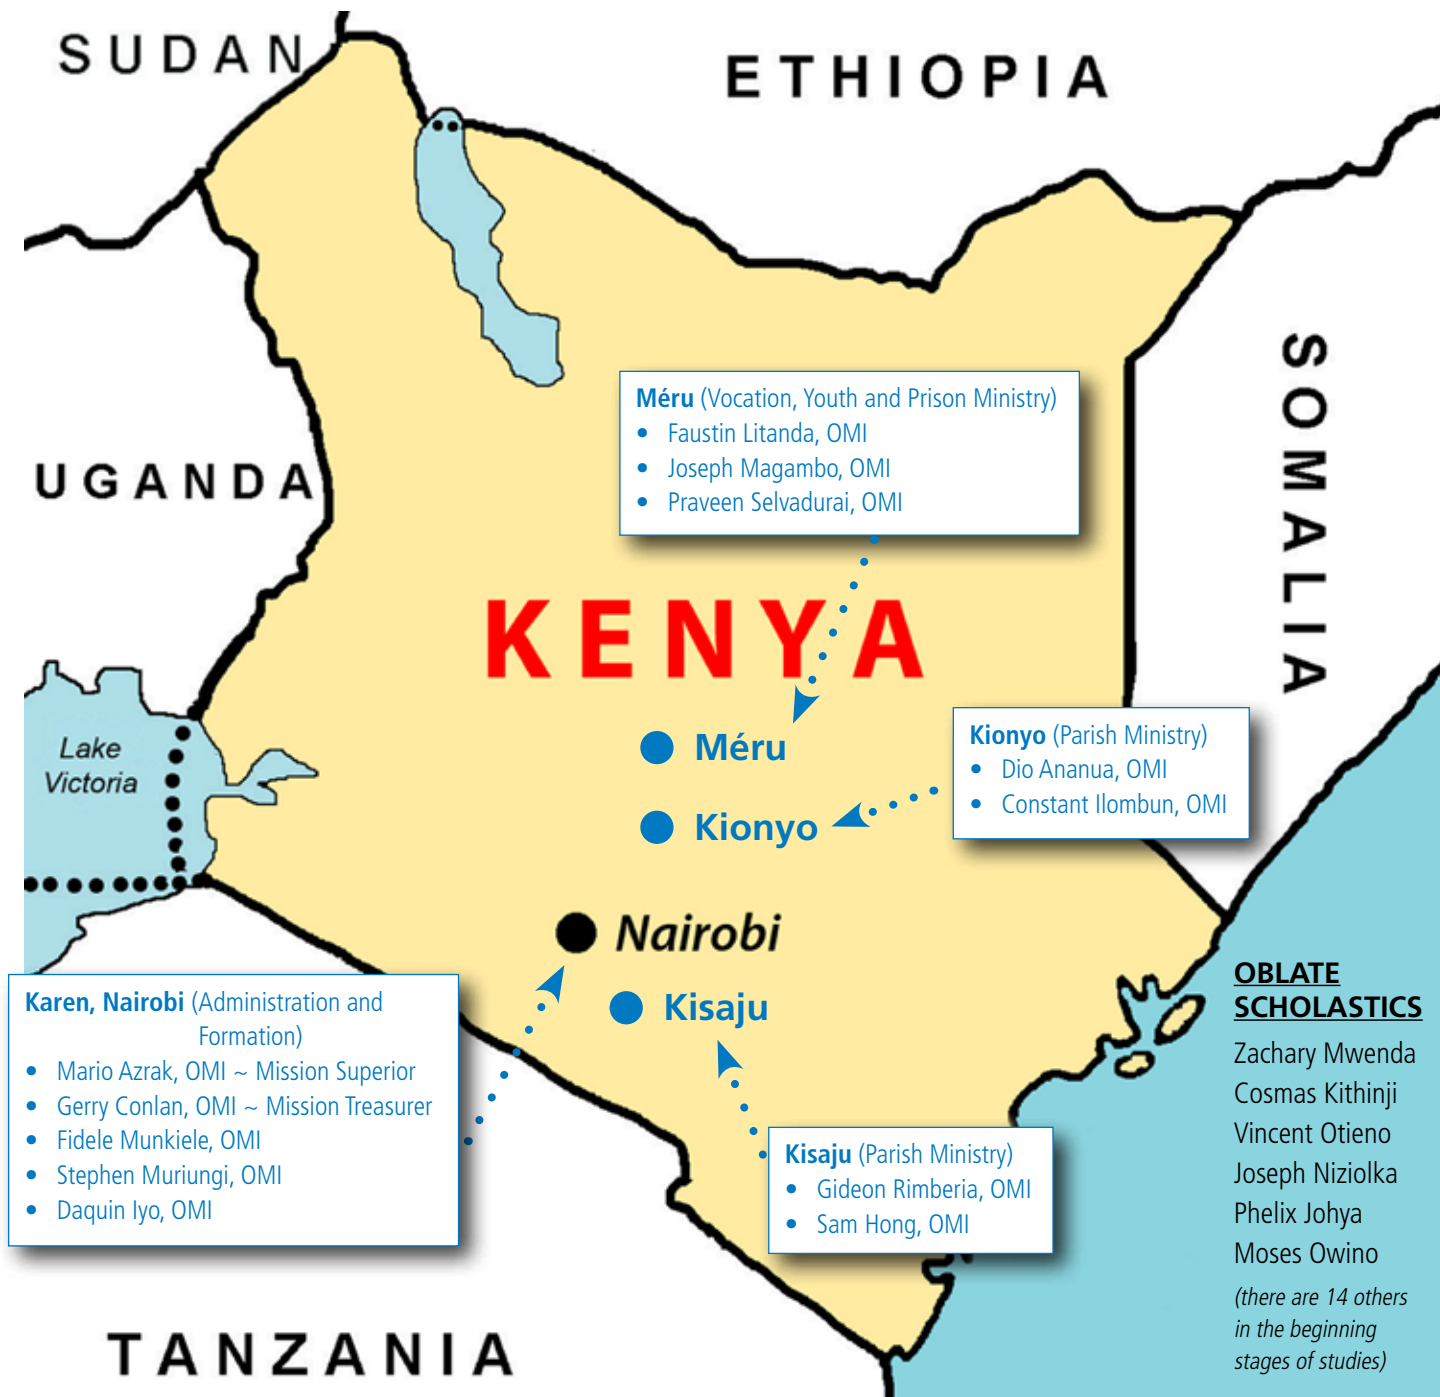 SUDAN
ETHIOPIA
SOMALIA
UGANDA
Méru (Vocation, Youth and Prison Ministry)
• Faustin Litanda, OMI
• Joseph Magambo, OMI
• Praveen Selvadurai, OMI
KENYA
Méru
Kionyo (Parish Ministry)
• Dio Ananua, OMI
• Constant Ilombun, OMI
Lake
Victoria
Kionyo
Nairobi
Kisaju
Karen, Nairobi (Administration and
Formation)
• Mario Azrak, OMI ~ Mission Superior
• Gerry Conlan, OMI ~ Mission Treasurer
• Fidele Munkiele, OMI
• Stephen Muriungi, OMI
• Daquin Iyo, OMI
Kisaju (Parish Ministry)
• Gideon Rimberia, OMI
• Sam Hong, OMI
OBLATE
SCHOLASTICS
Zachary Mwenda
Cosmas Kithinji
Vincent Otieno
Joseph Niziolka
Phelix Johya
Moses Owino
(there are 14 others
in the beginning
stages of studies)
TANZANIA